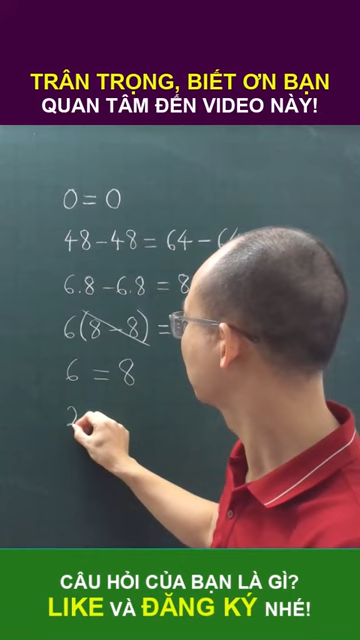 TRÂN TRỌNG, BIẾT ƠN BẠN
QUAN TÂM ĐẾN VIDEO NÀY!
0 = 0
48 - 48 = 64 - 64
6.8 - 6.8 = 8
6(8 - 8) =
6 = 8
CÂU HỎI CỦA BẠN LÀ GÌ?
LIKE VÀ ĐĂNG KÝ NHÉ!